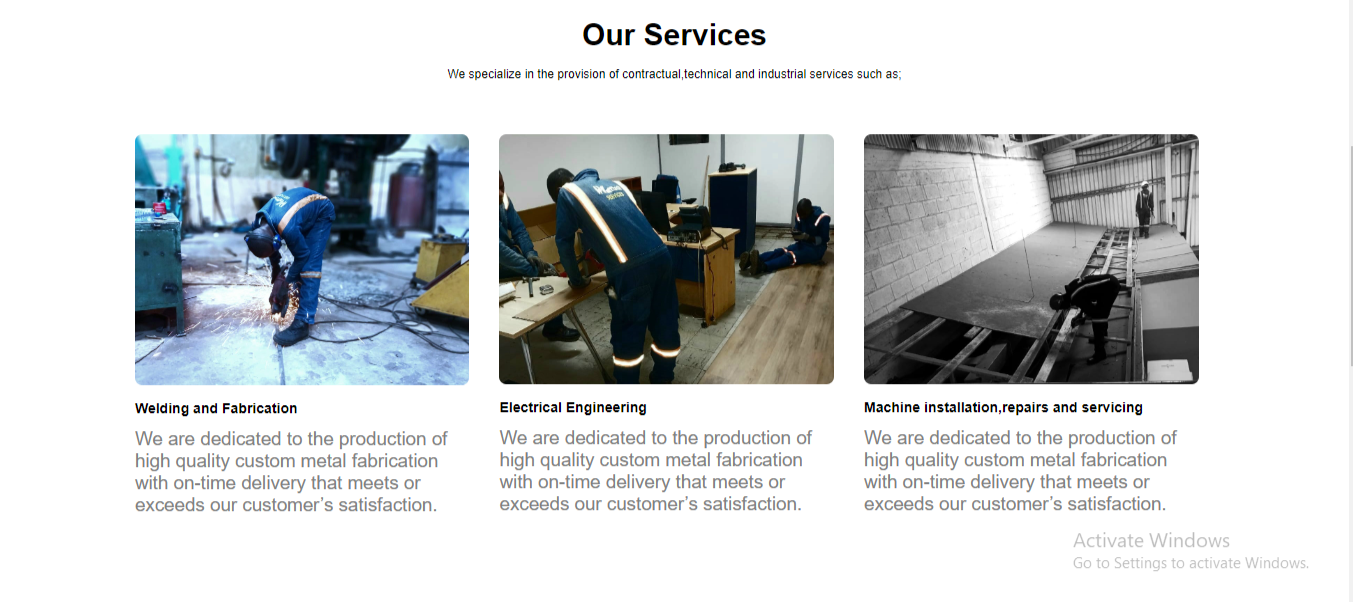 Our Services
We specialize in the provision of contractual,technical and industrial services such as;
Welding and Fabrication
We are dedicated to the production of
high quality custom metal fabrication
with on-time delivery that meets or
exceeds our customer’s satisfaction.
Electrical Engineering
We are dedicated to the production of
high quality custom metal fabrication
with on-time delivery that meets or
exceeds our customer’s satisfaction.
Machine installation,repairs and servicing
We are dedicated to the production of
high quality custom metal fabrication
with on-time delivery that meets or
exceeds our customer’s satisfaction.
Activate Windows
Go to Settings to activate Windows.